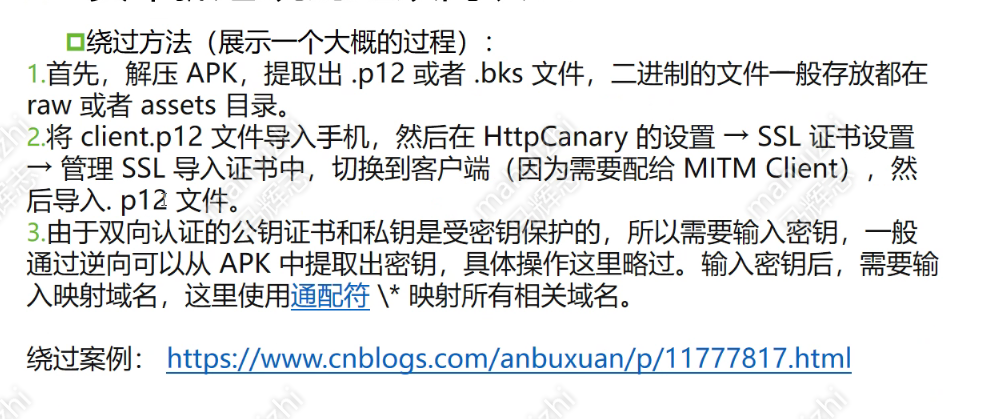 绕过方法（展示一个大概的过程）：
1.首先，解压 APK，提取出 .p12 或者 .bks 文件，二进制的文件一般存放都在
raw 或者 assets 目录。
2.将 client.p12 文件导入手机，然后在 HttpCanary 的设置 → SSL 证书设置
→ 管理 SSL 导入证书中，切换到客户端（因为需要配给 MITM Client），然
后导入. p12 文件。
3.由于双向认证的公钥证书和私钥是受密钥保护的，所以需要输入密钥，一般
通过逆向可以从 APK 中提取出密钥，具体操作这里略过。输入密钥后，需要输
入映射域名，这里使用通配符 \* 映射所有相关域名。
绕过案例： https://www.cnblogs.com/anbuxuan/p/11777817.html